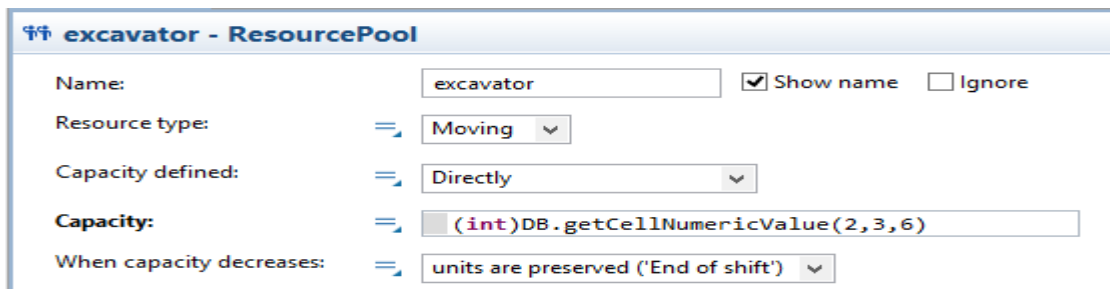 excavator - ResourcePool
Name: excavator Show name Ignore
Resource type: Moving
Capacity defined: Directly
Capacity: (int)DB.getCellNumericValue(2,3,6)
When capacity decreases: units are preserved ('End of shift')